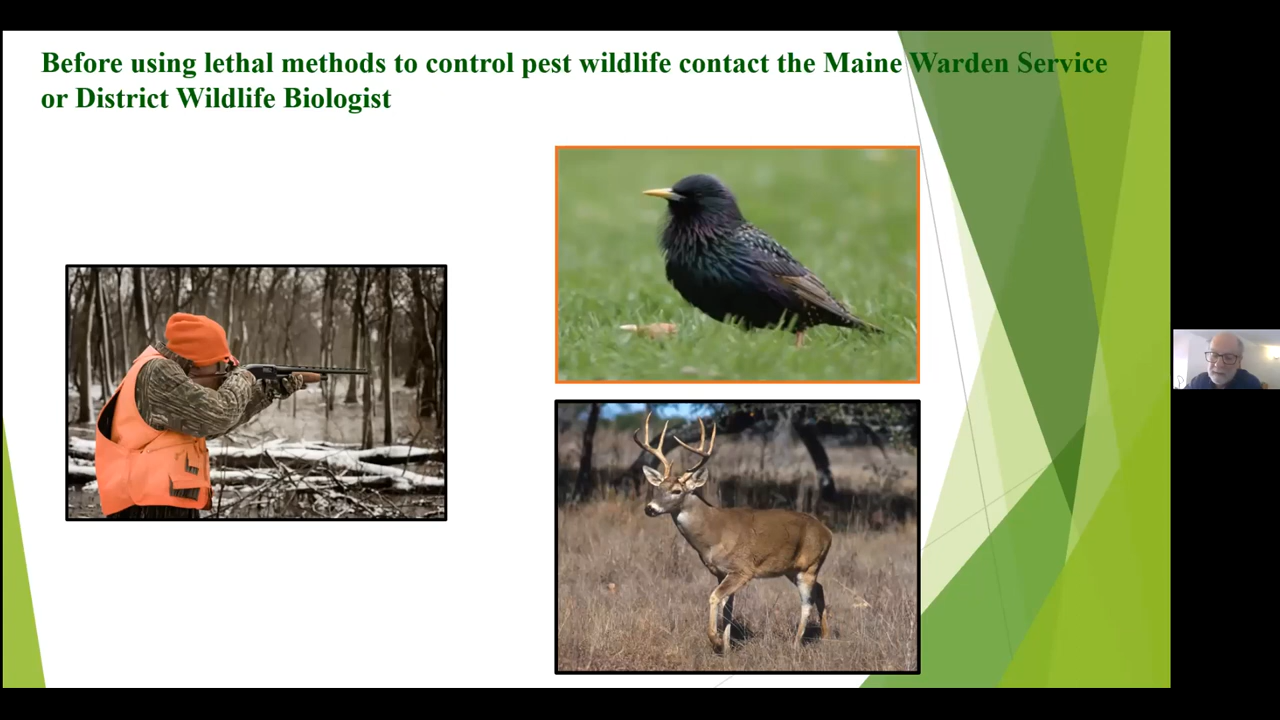 Before using lethal methods to control pest wildlife contact the Maine Warden Service
or District Wildlife Biologist